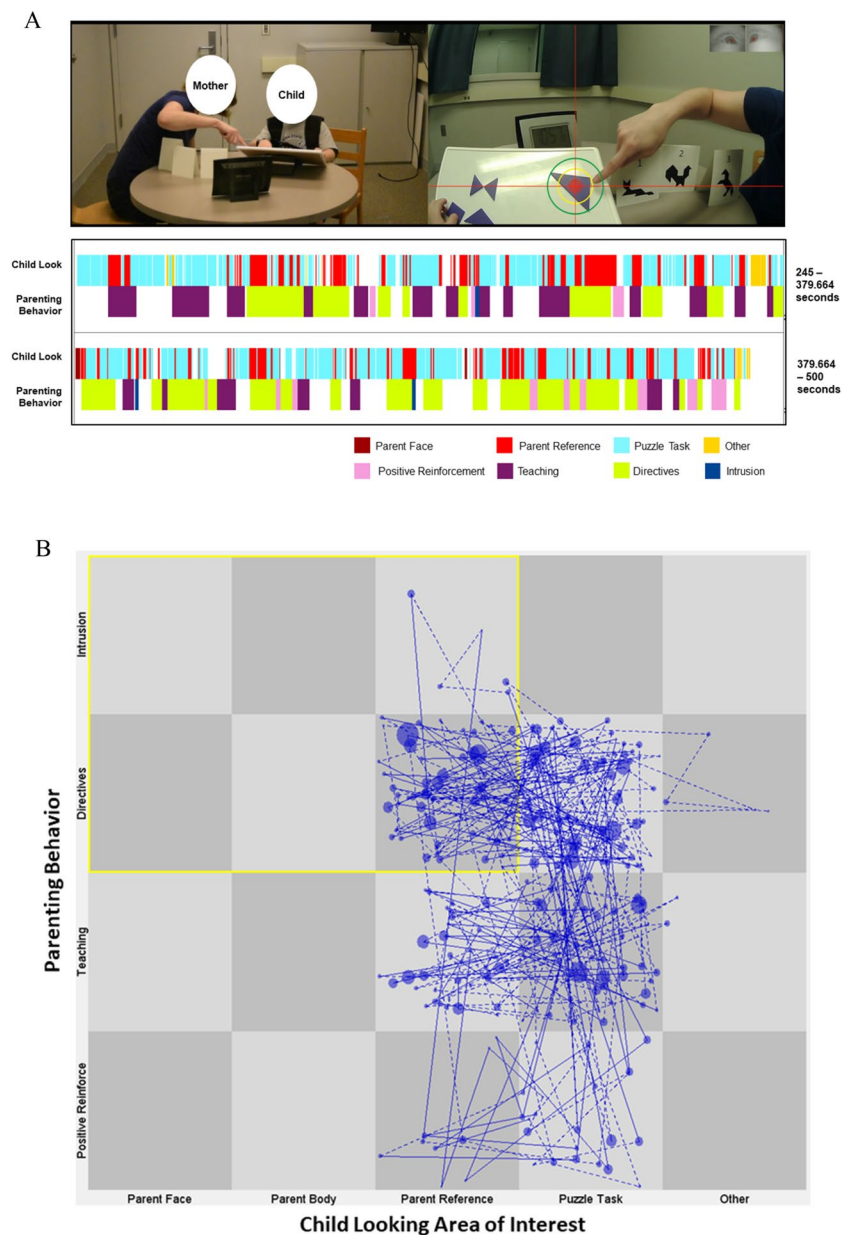 A
Mother
Child
1
2
3
Child Look
Parenting
Behavior
245 –
379.664
seconds
Child Look
Parenting
Behavior
379.664
– 500
seconds
Parent Face
Parent Reference
Puzzle Task
Other
Positive Reinforcement
Teaching
Directives
Intrusion
B
Parenting Behavior
Intrusion
Directives
Teaching
Positive Reinforce
Parent Face
Parent Body
Parent Reference
Puzzle Task
Other
Child Looking Area of Interest